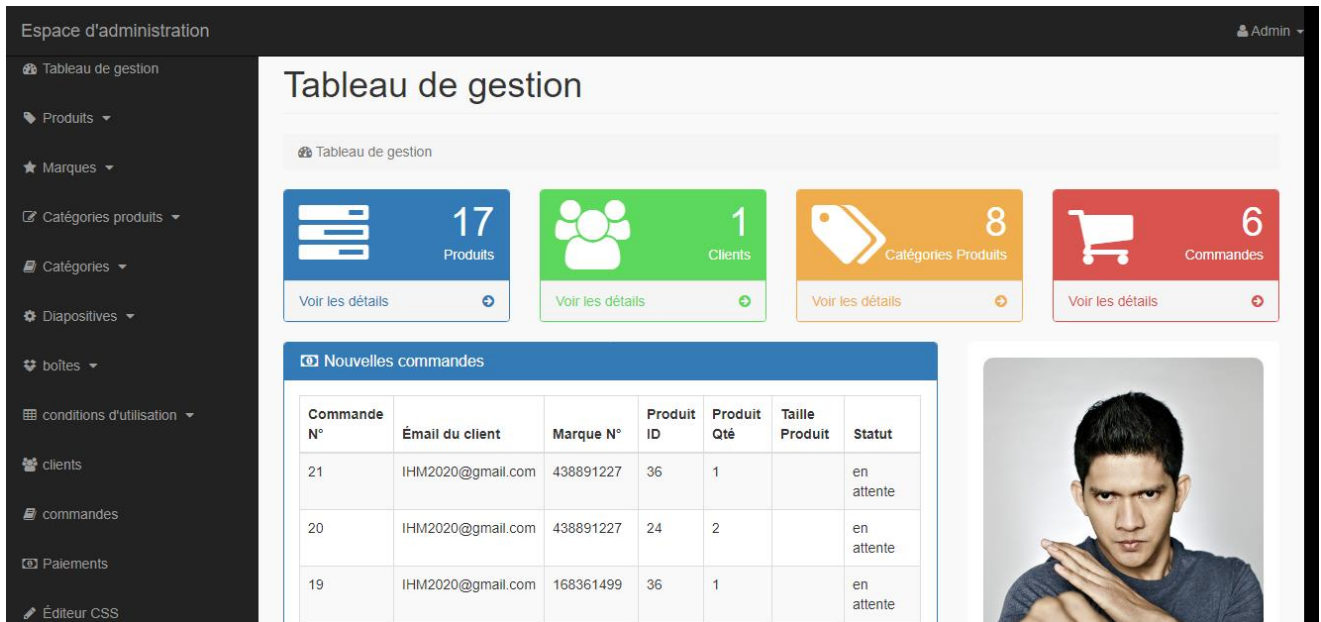 Espace d'administration
Admin
Tableau de gestion
Produits
Marques
Catégories produits
Catégories
Diapositives
boîtes
conditions d'utilisation
clients
commandes
Paiements
Éditeur CSS
Tableau de gestion
Tableau de gestion
17
Produits
Voir les détails
1
Clients
Voir les détails
8
Catégories Produits
Voir les détails
6
Commandes
Voir les détails
Nouvelles commandes
Commande N° Émail du client Marque N° Produit ID Produit Qté Taille Produit Statut
21 IHM2020@gmail.com 438891227 36 1 en attente
20 IHM2020@gmail.com 438891227 24 2 en attente
19 IHM2020@gmail.com 168361499 36 1 en attente